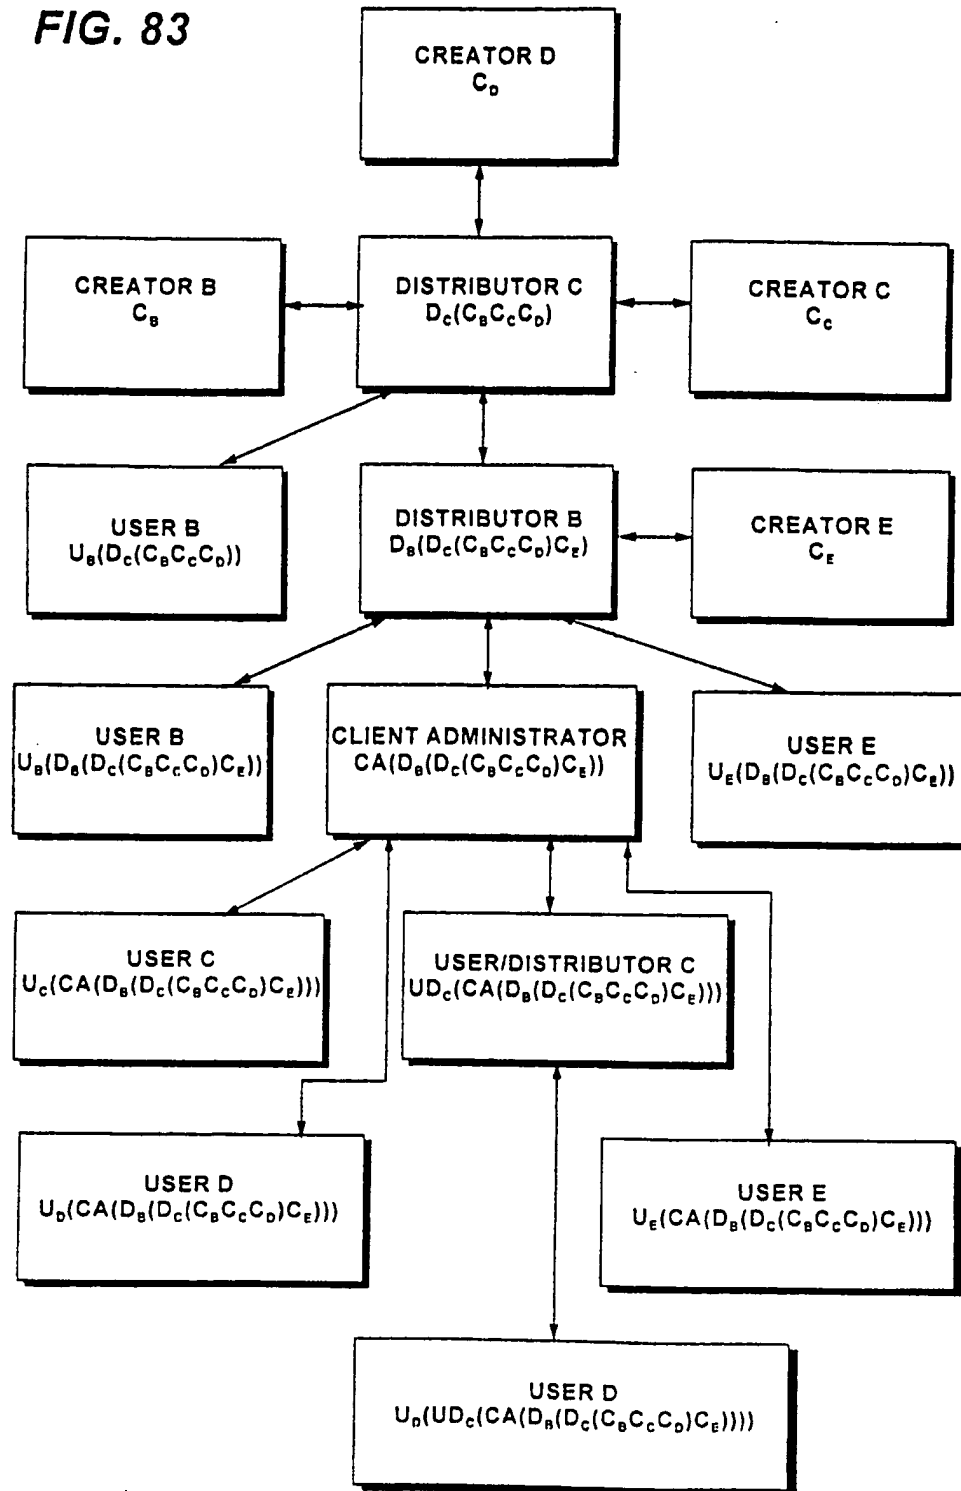 FIG. 83
CREATOR D
C_D
CREATOR B
C_B
DISTRIBUTOR C
D_C(C_BC_CC_D)
CREATOR C
C_C
USER B
U_B(D_C(C_BC_CC_D))
DISTRIBUTOR B
D_B(D_C(C_BC_CC_D)C_E)
CREATOR E
C_E
USER B
U_B(D_B(D_C(C_BC_CC_D)C_E))
CLIENT ADMINISTRATOR
CA(D_B(D_C(C_BC_CC_D)C_E))
USER E
U_E(D_B(D_C(C_BC_CC_D)C_E))
USER C
U_C(CA(D_B(D_C(C_BC_CC_D)C_E)))
USER/DISTRIBUTOR C
UD_C(CA(D_B(D_C(C_BC_CC_D)C_E)))
USER D
U_D(CA(D_B(D_C(C_BC_CC_D)C_E)))
USER E
U_E(CA(D_B(D_C(C_BC_CC_D)C_E)))
USER D
U_D(UD_C(CA(D_B(D_C(C_BC_CC_D)C_E))))